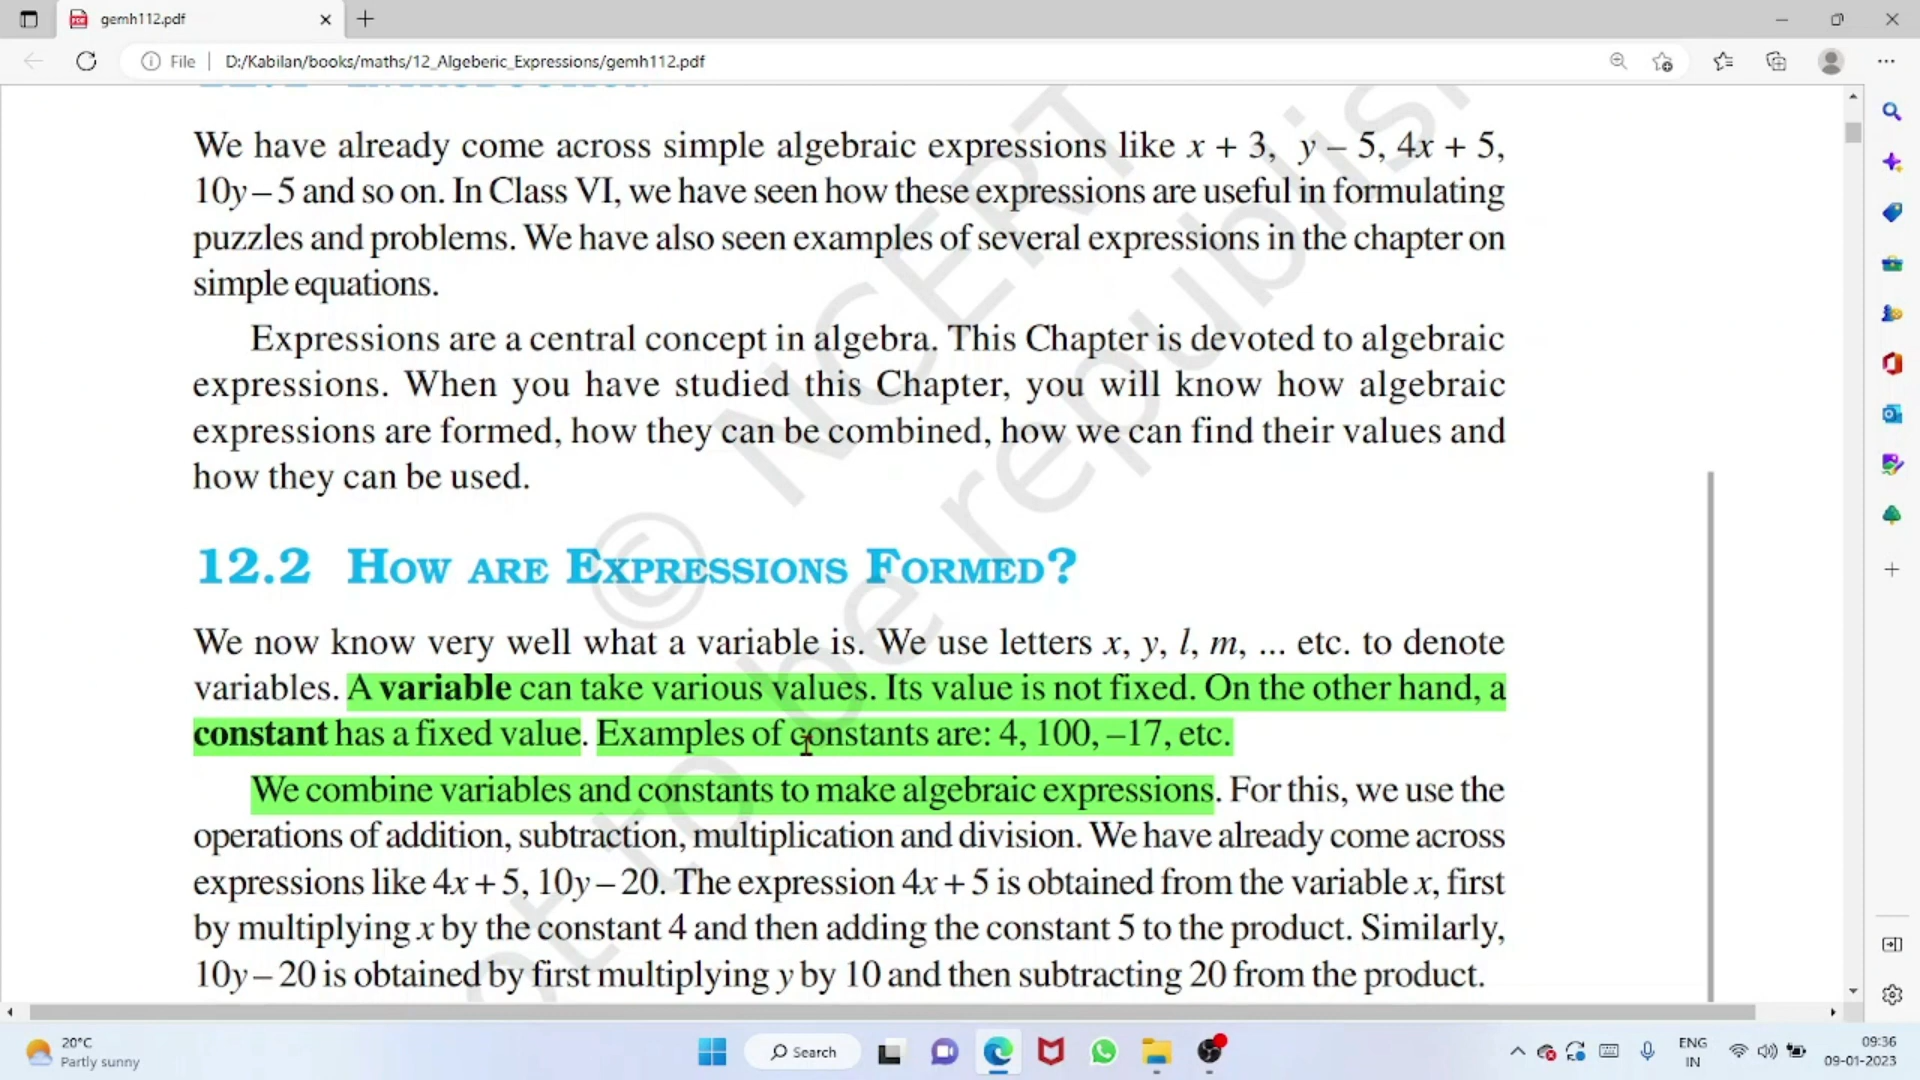 gemh112.pdf
File D:/Kabilan/books/maths/12_Algeberic_Expressions/gemh112.pdf
We have already come across simple algebraic expressions like x + 3, y – 5, 4x + 5,
10y – 5 and so on. In Class VI, we have seen how these expressions are useful in formulating
puzzles and problems. We have also seen examples of several expressions in the chapter on
simple equations.
Expressions are a central concept in algebra. This Chapter is devoted to algebraic
expressions. When you have studied this Chapter, you will know how algebraic
expressions are formed, how they can be combined, how we can find their values and
how they can be used.
12.2 HOW ARE EXPRESSIONS FORMED?
We now know very well what a variable is. We use letters x, y, l, m, ... etc. to denote
variables. A variable can take various values. Its value is not fixed. On the other hand, a
constant has a fixed value. Examples of constants are: 4, 100, –17, etc.
We combine variables and constants to make algebraic expressions. For this, we use the
operations of addition, subtraction, multiplication and division. We have already come across
expressions like 4x + 5, 10y – 20. The expression 4x + 5 is obtained from the variable x, first
by multiplying x by the constant 4 and then adding the constant 5 to the product. Similarly,
10y – 20 is obtained by first multiplying y by 10 and then subtracting 20 from the product.
© NCERT
be republis
20°C
Partly sunny
Search
ENG
IN
09:36
09-01-2023